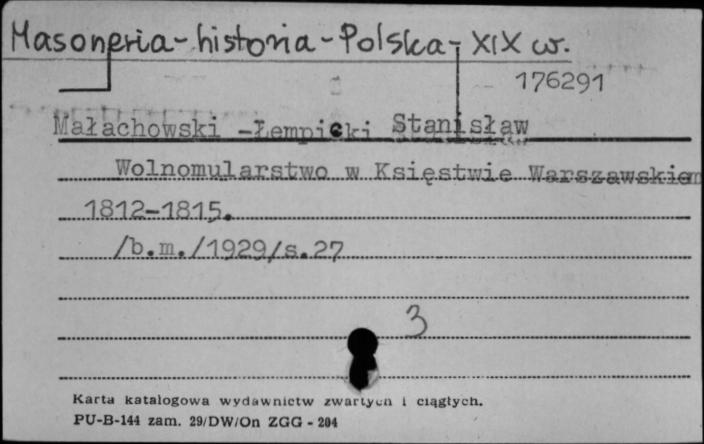 Masoneria - historia - Polska - XIX w.
176291
Małachowski -Łempicki Stanisław
Wolnomularstwo w Księstwie Warszawskiem
1812-1815.
/b.m./1929/s.27
3
Karta katalogowa wydawnictw zwartych i ciągłych.
PU-B-144 zam. 29/DW/On ZGG - 204